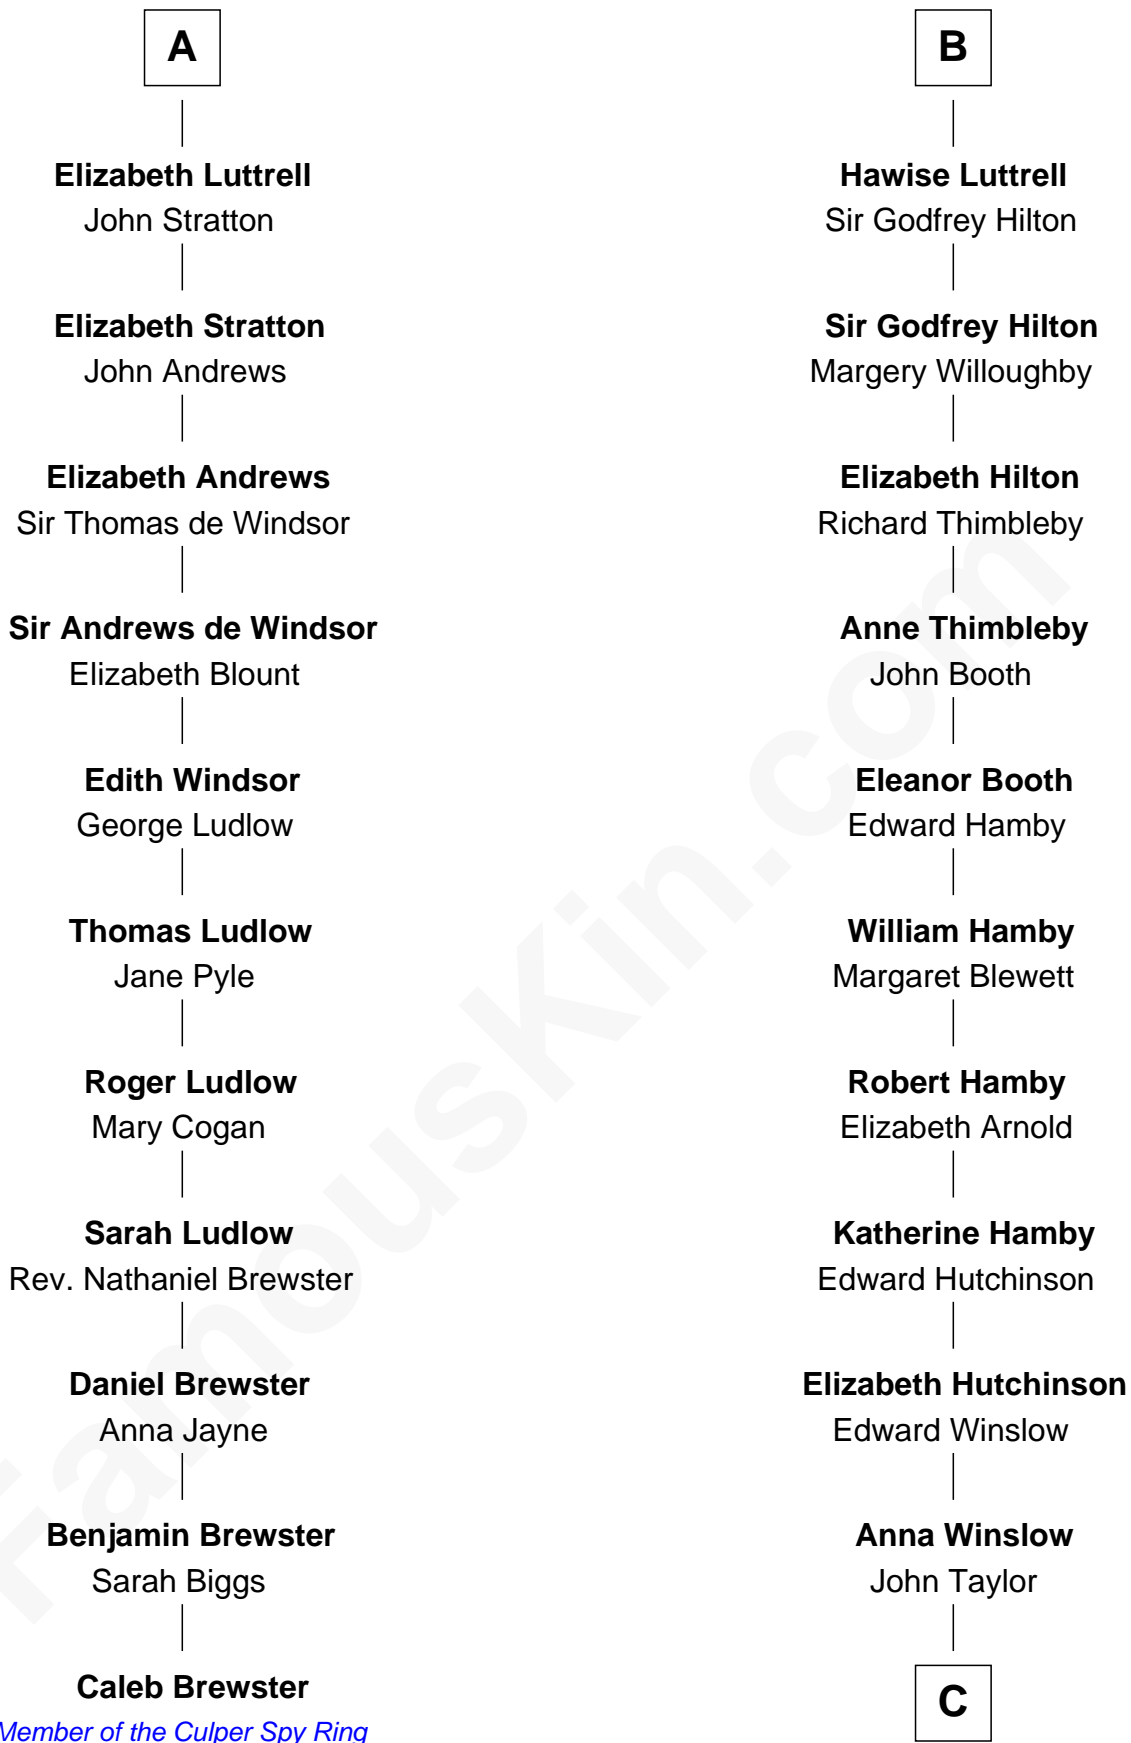 A
Elizabeth Luttrell
John Stratton
Elizabeth Stratton
John Andrews
Elizabeth Andrews
Sir Thomas de Windsor
Sir Andrews de Windsor
Elizabeth Blount
Edith Windsor
George Ludlow
Thomas Ludlow
Jane Pyle
Roger Ludlow
Mary Cogan
Sarah Ludlow
Rev. Nathaniel Brewster
Daniel Brewster
Anna Jayne
Benjamin Brewster
Sarah Biggs
Caleb Brewster
Member of the Culper Spy Ring
B
Hawise Luttrell
Sir Godfrey Hilton
Sir Godfrey Hilton
Margery Willoughby
Elizabeth Hilton
Richard Thimbleby
Anne Thimbleby
John Booth
Eleanor Booth
Edward Hamby
William Hamby
Margaret Blewett
Robert Hamby
Elizabeth Arnold
Katherine Hamby
Edward Hutchinson
Elizabeth Hutchinson
Edward Winslow
Anna Winslow
John Taylor
C
FamousKin.com